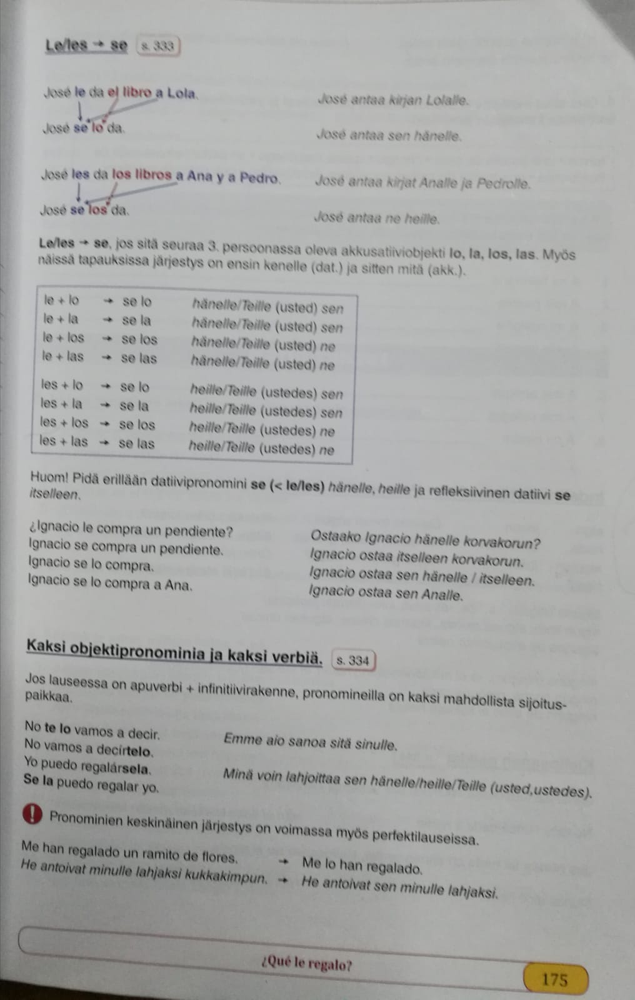 Le/les → se s. 333
José le da el libro a Lola. José antaa kirjan Lolalle.
José se lo da. José antaa sen hänelle.
José les da los libros a Ana y a Pedro. José antaa kirjat Analle ja Pedrolle.
José se los da. José antaa ne heille.
Le/les → se, jos sitä seuraa 3. persoonassa oleva akkusatiiviobjekti lo, la, los, las. Myös
näissä tapauksissa järjestys on ensin kenelle (dat.) ja sitten mitä (akk.).
le + lo → se lo hänelle/Teille (usted) sen
le + la → se la hänelle/Teille (usted) sen
le + los → se los hänelle/Teille (usted) ne
le + las → se las hänelle/Teille (usted) ne
les + lo → se lo heille/Teille (ustedes) sen
les + la → se la heille/Teille (ustedes) sen
les + los → se los heille/Teille (ustedes) ne
les + las → se las heille/Teille (ustedes) ne
Huom! Pidä erillään datiivipronomini se (< le/les) hänelle, heille ja refleksiivinen datiivi se
itselleen.
¿Ignacio le compra un pendiente? Ostaako Ignacio hänelle korvakorun?
Ignacio se compra un pendiente. Ignacio ostaa itselleen korvakorun.
Ignacio se lo compra. Ignacio ostaa sen hänelle / itselleen.
Ignacio se lo compra a Ana. Ignacio ostaa sen Analle.
Kaksi objektipronominia ja kaksi verbiä. s. 334
Jos lauseessa on apuverbi + infinitiivirakenne, pronomineilla on kaksi mahdollista sijoitus-
paikkaa.
No te lo vamos a decir. Emme aio sanoa sitä sinulle.
No vamos a decírtelo.
Yo puedo regalársela. Minä voin lahjoittaa sen hänelle/heille/Teille (usted,ustedes).
Se la puedo regalar yo.
! Pronominien keskinäinen järjestys on voimassa myös perfektilauseissa.
Me han regalado un ramito de flores. → Me lo han regalado.
He antoivat minulle lahjaksi kukkakimpun. → He antoivat sen minulle lahjaksi.
¿Qué le regalo?
175